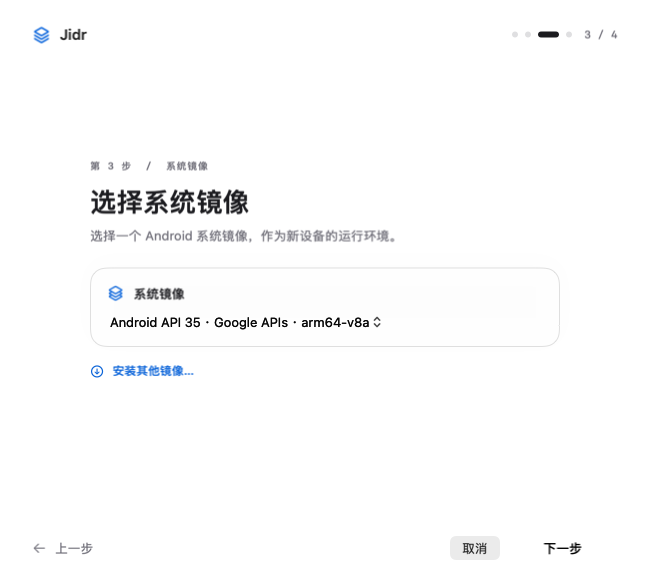 Jidr
3 / 4
第 3 步 / 系统镜像
选择系统镜像
选择一个 Android 系统镜像，作为新设备的运行环境。
系统镜像
Android API 35 · Google APIs · arm64-v8a
安装其他镜像...
上一步
取消
下一步